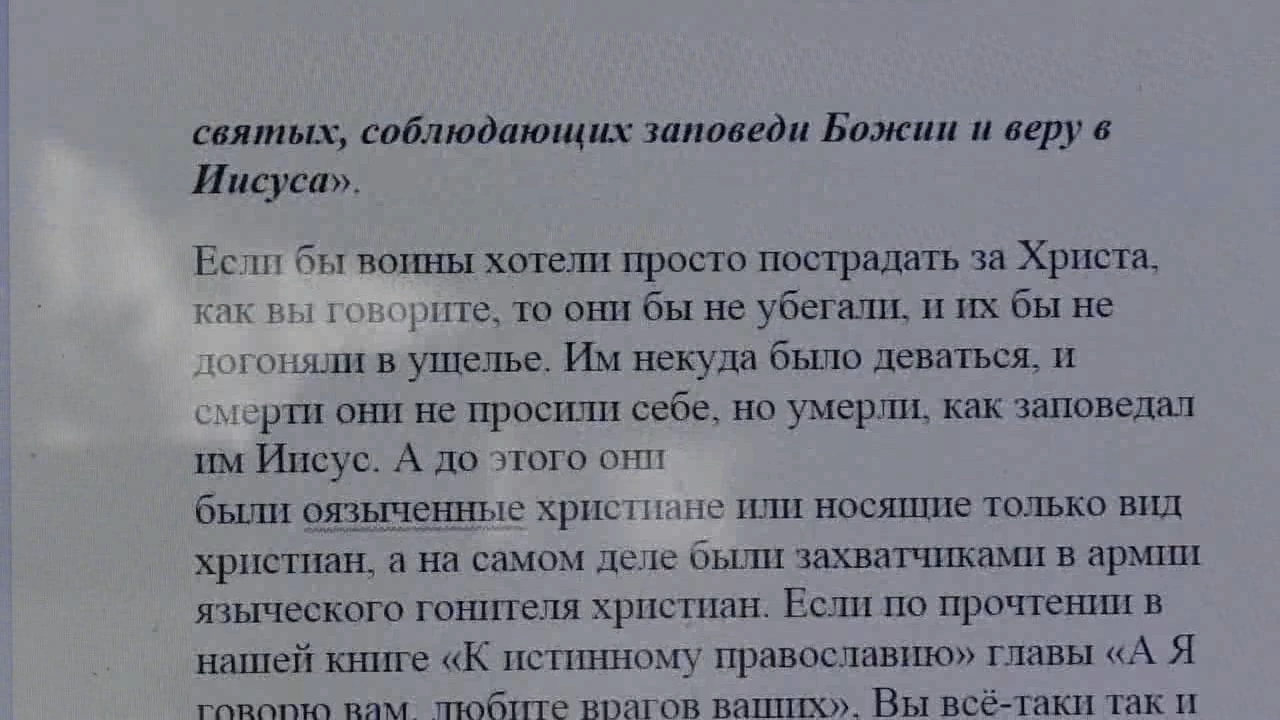 святых, соблюдающих заповеди Божии и веру в
Иисуса».
Если бы воины хотели просто пострадать за Христа,
как вы говорите, то они бы не убегали, и их бы не
догоняли в ущелье. Им некуда было деваться, и
смерти они не просили себе, но умерли, как заповедал
им Иисус. А до этого они
были оязыченные христиане или носящие только вид
христиан, а на самом деле были захватчиками в армии
языческого гонителя христиан. Если по прочтении в
нашей книге «К истинному православию» главы «А Я
говорю вам, любите врагов ваших», Вы всё-таки так и